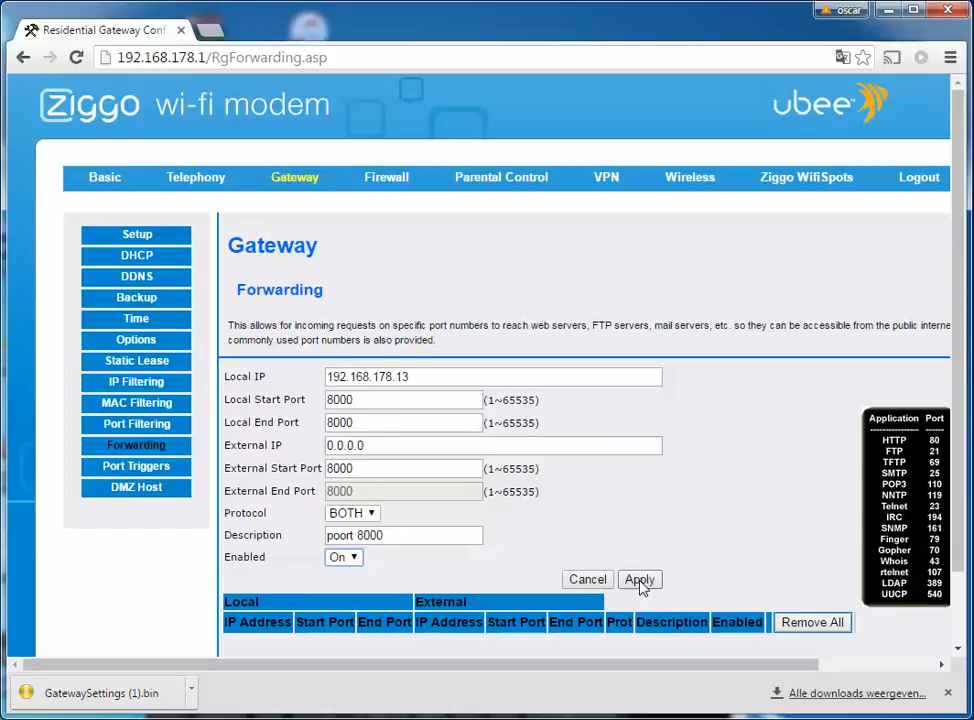 oscar
Residential Gateway Conf
192.168.178.1/RgForwarding.asp
Ziggo wi-fi modem
ubee
Basic Telephony Gateway Firewall Parental Control VPN Wireless Ziggo WifiSpots Logout
Setup
DHCP
DDNS
Backup
Time
Options
Static Lease
IP Filtering
MAC Filtering
Port Filtering
Forwarding
Port Triggers
DMZ Host
Gateway
Forwarding
This allows for incoming requests on specific port numbers to reach web servers, FTP servers, mail servers, etc. so they can be accessible from the public interne
commonly used port numbers is also provided.
Local IP 192.168.178.13
Local Start Port 8000 (1~65535)
Local End Port 8000 (1~65535)
External IP 0.0.0.0
External Start Port 8000 (1~65535)
External End Port 8000 (1~65535)
Protocol BOTH
Description poort 8000
Enabled On
Cancel Apply
Application Port
HTTP 80
FTP 21
TFTP 69
SMTP 25
POP3 110
NNTP 119
Telnet 23
IRC 194
SNMP 161
Finger 79
Gopher 70
Whois 43
rtelnet 107
LDAP 389
UUCP 540
Local External
IP Address Start Port End Port IP Address Start Port End Port Prot Description Enabled Remove All
GatewaySettings (1).bin
Alle downloads weergeven...